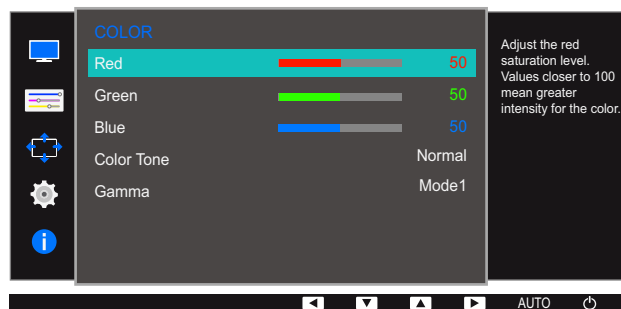 COLOR
Red 50
Green 50
Blue 50
Color Tone Normal
Gamma Mode1
Adjust the red
saturation level.
Values closer to 100
mean greater
intensity for the color.
AUTO